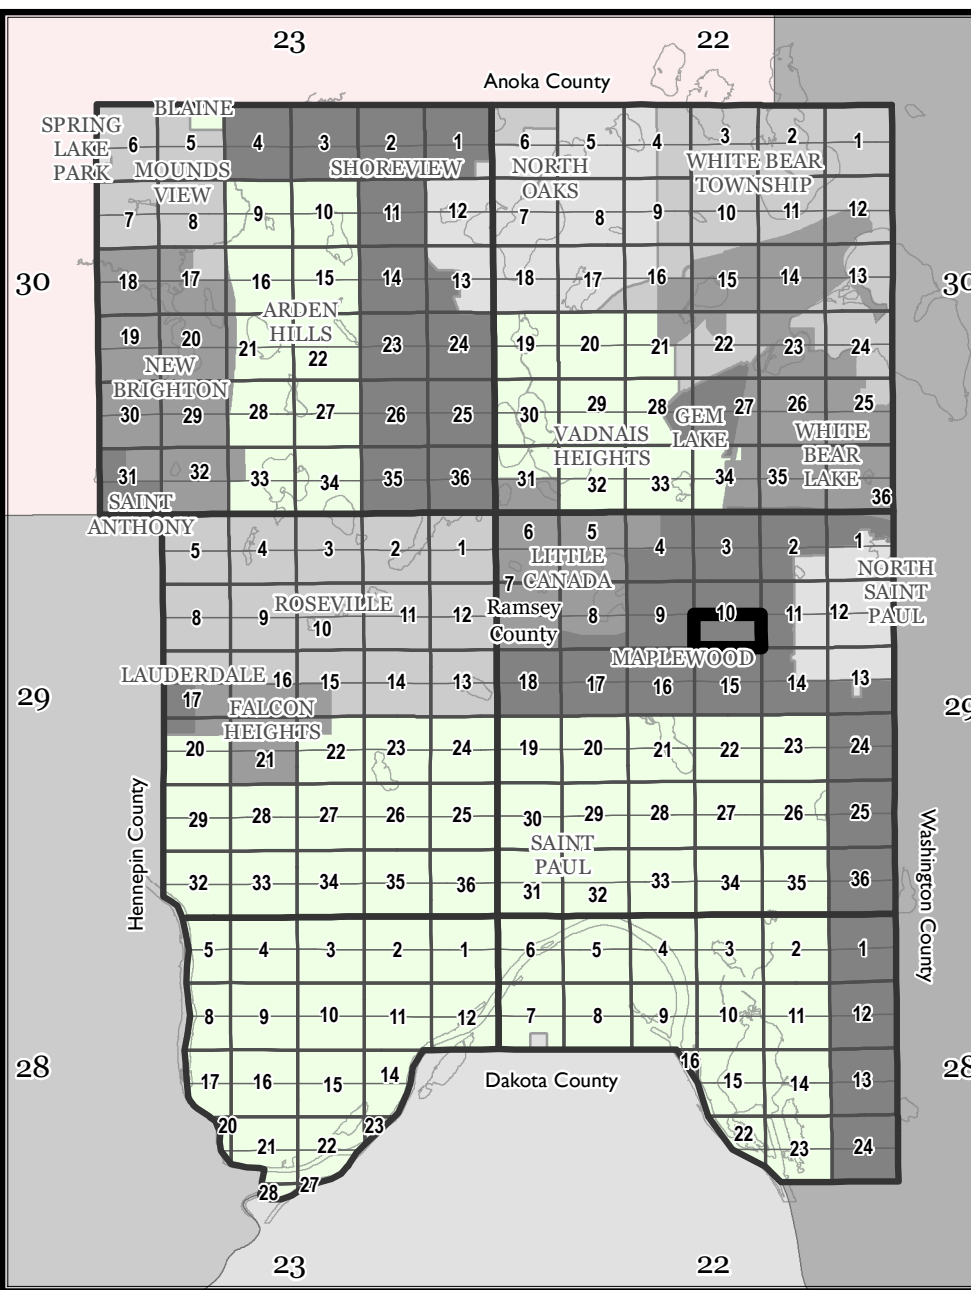 23 22
Anoka County
BLAINE
SPRING
LAKE
PARK
6 5 4 3 2 1 6 5 4 3 2 1
MOUNDS
VIEW
SHOREVIEW
NORTH
OAKS
WHITE BEAR
TOWNSHIP
7 8 9 10 11 12 7 8 9 10 11 12
30 18 17 16 15 14 13 18 17 16 15 14 13 30
ARDEN
HILLS
19 20 21 22 23 24 19 20 21 22 23 24
NEW
BRIGHTON
30 29 28 27 26 25 30 29 28 27 26 25
GEM
LAKE
VADNAIS
HEIGHTS
WHITE
BEAR
LAKE
31 32 33 34 35 36 31 32 33 34 35 36
SAINT
ANTHONY
5 4 3 2 1 6 5 4 3 2 1
LITTLE
CANADA
NORTH
SAINT
PAUL
8 9 10 11 12 7 8 9 10 11 12
ROSEVILLE
Ramsey
County
MAPLEWOOD
LAUDERDALE
29 17 16 15 14 13 18 17 16 15 14 13 29
FALCON
HEIGHTS
20 21 22 23 24 19 20 21 22 23 24
29 28 27 26 25 30 29 28 27 26 25
SAINT
PAUL
32 33 34 35 36 31 32 33 34 35 36
Hennepin County
Washington County
5 4 3 2 1 6 5 4 3 2 1
8 9 10 11 12 7 8 9 10 11 12
28 17 16 15 14 16 15 14 13 28
Dakota County
20 21 22 23 22 23 24
28 27
23 22